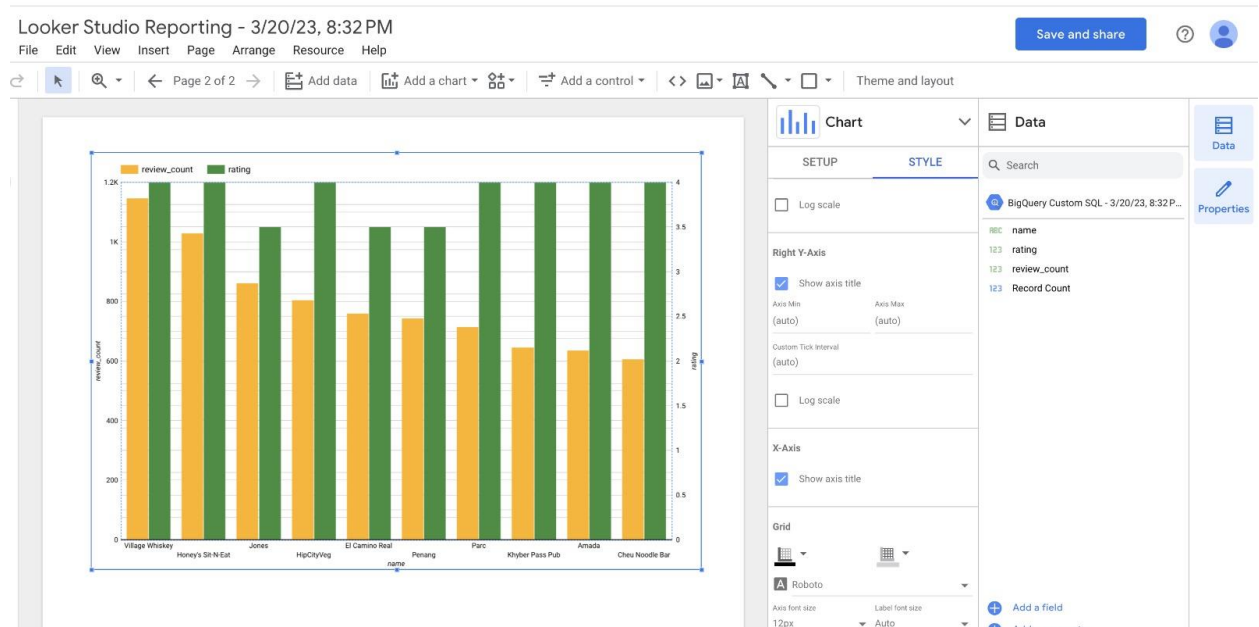 Looker Studio Reporting - 3/20/23, 8:32 PM
File Edit View Insert Page Arrange Resource Help
Save and share
Page 2 of 2
Add data
Add a chart
Add a control
Theme and layout
review_count
rating
1.2K
1K
800
600
400
200
0
review_count
4
3.5
3
2.5
2
1.5
1
0.5
0
rating
Village Whiskey
Honey's Sit-N-Eat
Jones
HipCityVeg
El Camino Real
Penang
Parc
Khyber Pass Pub
Amada
Cheu Noodle Bar
name
Chart
SETUP STYLE
Log scale
Right Y-Axis
Show axis title
Axis Min Axis Max
(auto) (auto)
Custom Tick Interval
(auto)
Log scale
X-Axis
Show axis title
Grid
A Roboto
Axis font size Label font size
12px Auto
Data
Search
BigQuery Custom SQL - 3/20/23, 8:32 P...
ABC name
123 rating
123 review_count
123 Record Count
Add a field
Data
Properties